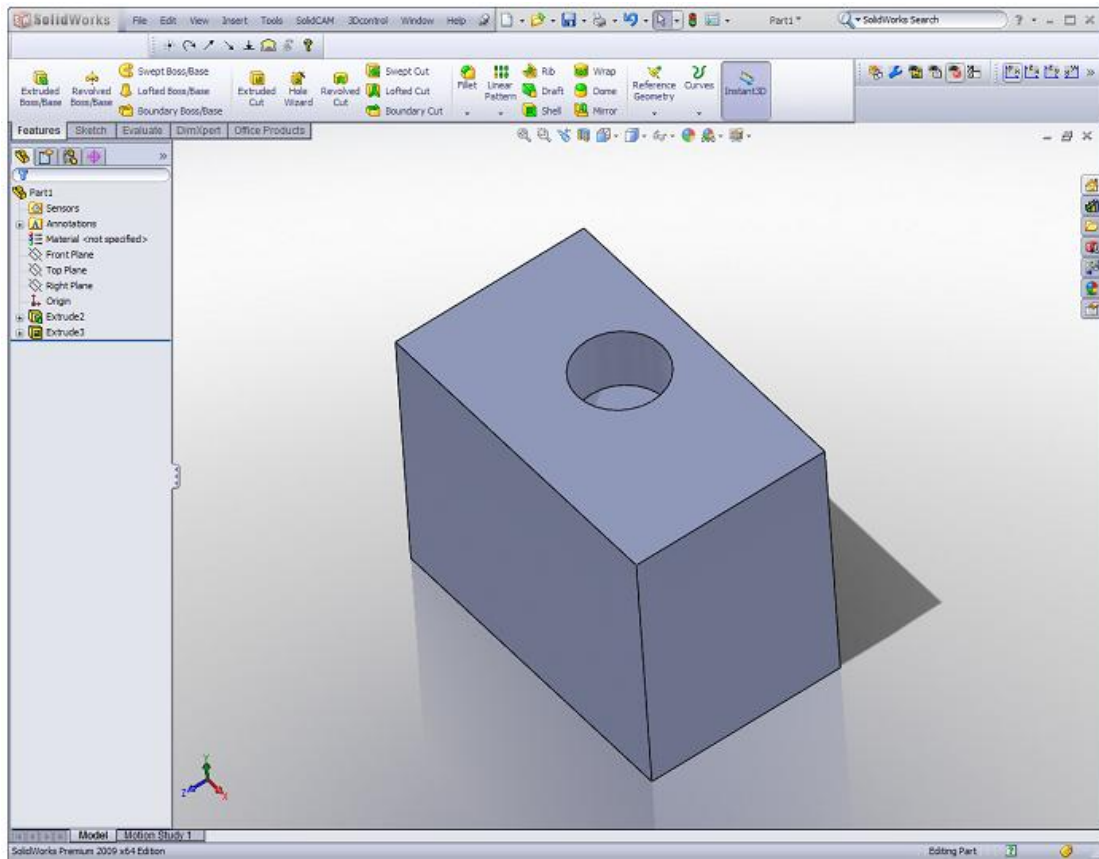 SolidWorks File Edit View Insert Tools SolidCAM 3Dcontrol Window Help Part1 * SolidWorks Search
Extruded Boss/Base
Revolved Boss/Base
Swept Boss/Base
Lofted Boss/Base
Boundary Boss/Base
Extruded Cut
Hole Wizard
Revolved Cut
Swept Cut
Lofted Cut
Boundary Cut
Fillet
Linear Pattern
Rib
Draft
Shell
Wrap
Dome
Mirror
Reference Geometry
Curves
Instant3D
Features Sketch Evaluate DimXpert Office Products
Part1
Sensors
Annotations
Material <not specified>
Front Plane
Top Plane
Right Plane
Origin
Extrude2
Extrude3
Y
Z
X
Model Motion Study 1
SolidWorks Premium 2009 x64 Edition Editing Part